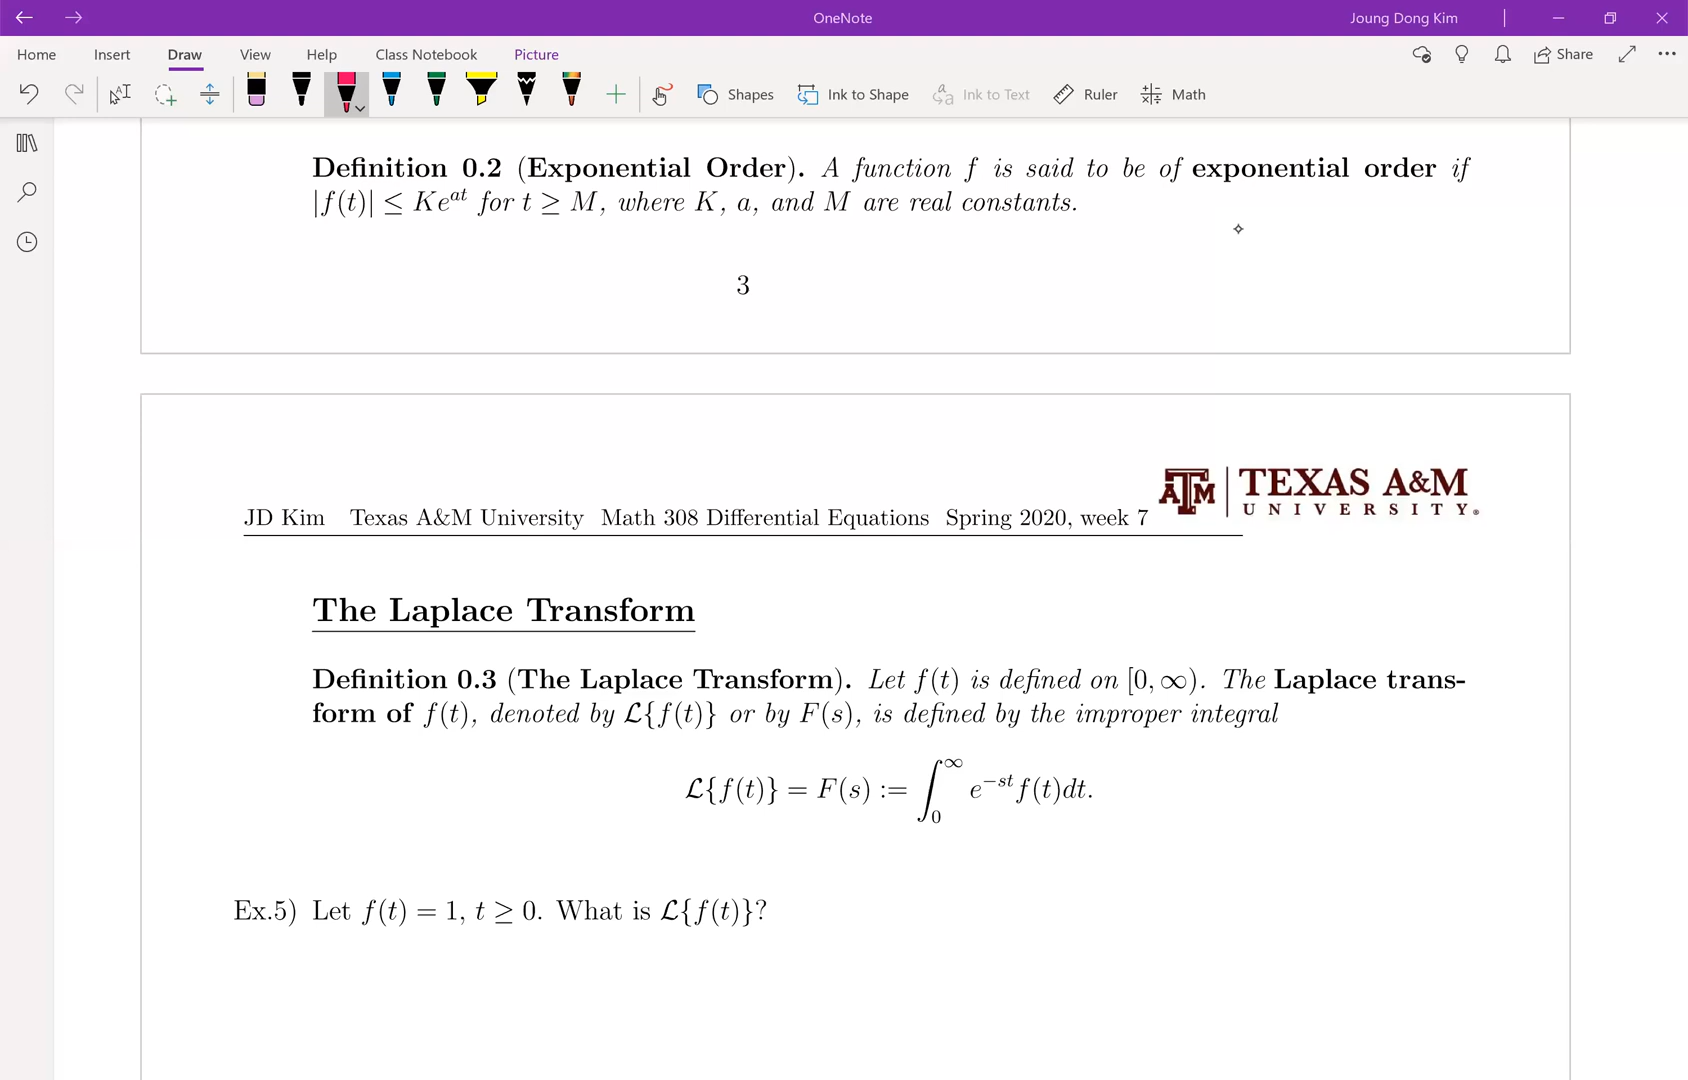 OneNote
Joung Dong Kim
Home Insert Draw View Help Class Notebook Picture
Share
Shapes Ink to Shape Ink to Text Ruler Math
Definition 0.2 (Exponential Order). A function f is said to be of exponential order if
|f(t)| ≤ Ke^{at} for t ≥ M, where K, a, and M are real constants.
3
JD Kim Texas A&M University Math 308 Differential Equations Spring 2020, week 7
ATM TEXAS A&M
UNIVERSITY®
The Laplace Transform
Definition 0.3 (The Laplace Transform). Let f(t) is defined on [0, ∞). The Laplace trans-
form of f(t), denoted by ℒ{f(t)} or by F(s), is defined by the improper integral
ℒ{f(t)} = F(s) := ∫_0^∞ e^{−st} f(t)dt.
Ex.5) Let f(t) = 1, t ≥ 0. What is ℒ{f(t)}?